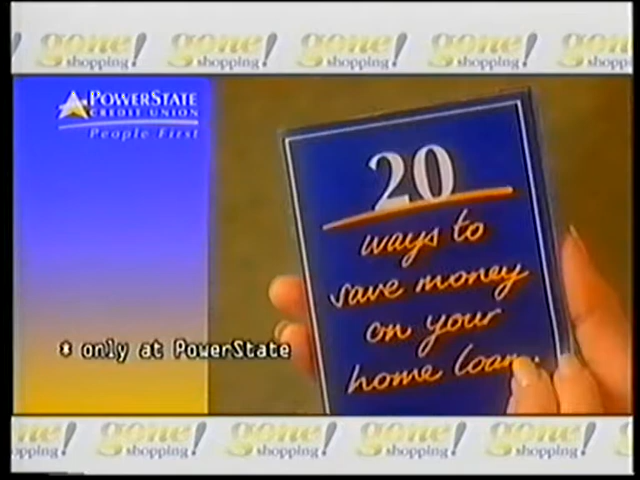 gone! gone! gone! gone! gone
shopping shopping shopping shopping shopp
POWERSTATE
CREDIT UNION
People First
20
ways to
save money
on your
home loan.
* only at PowerState
gone! gone! gone! gone! gone!
shopping shopping shopping shopping shopping